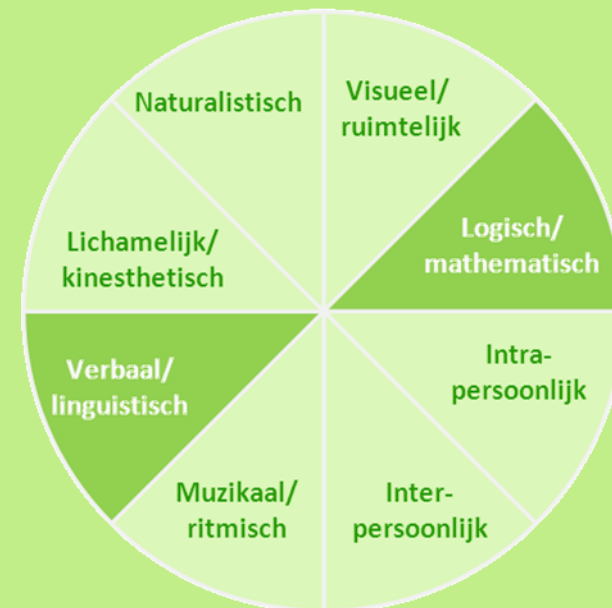 Naturalistisch
Visueel/
ruimtelijk
Logisch/
mathematisch
Intra-
persoonlijk
Inter-
persoonlijk
Muzikaal/
ritmisch
Verbaal/
linguistisch
Lichamelijk/
kinesthetisch